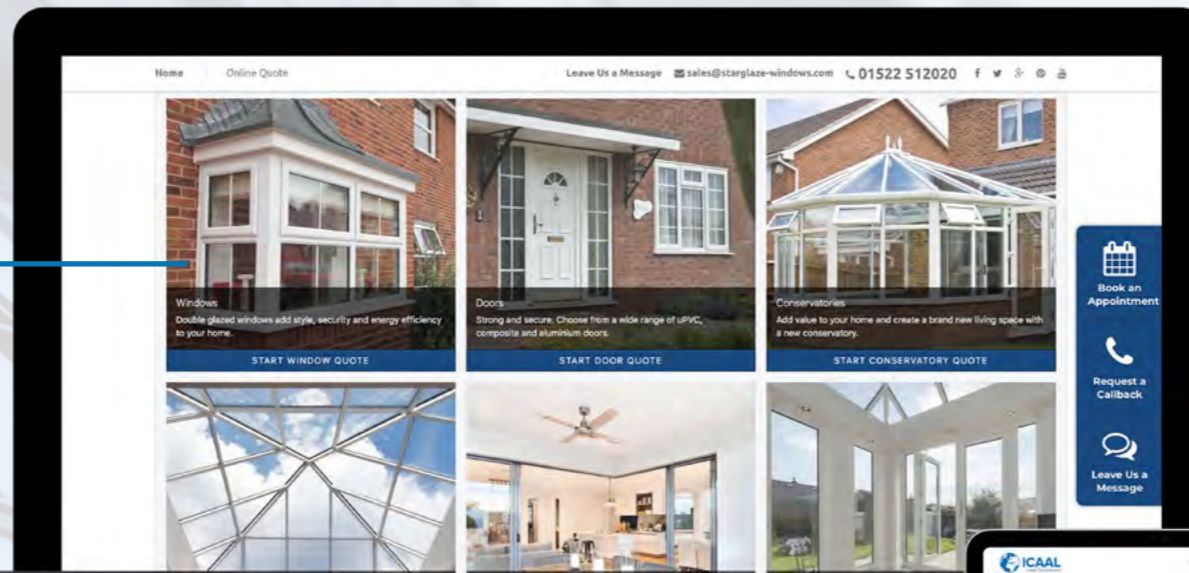 Home
Online Quote
Leave Us a Message
sales@starglaze-windows.com
01522 512020
Windows
Double glazed windows add style, security and energy efficiency
to your home.
START WINDOW QUOTE
Doors
Strong and secure. Choose from a wide range of uPVC,
composite and aluminium doors.
START DOOR QUOTE
Conservatories
Add value to your home and create a brand new living space with
a new conservatory.
START CONSERVATORY QUOTE
Book an
Appointment
Request a
Callback
Leave Us a
Message
ICAAL